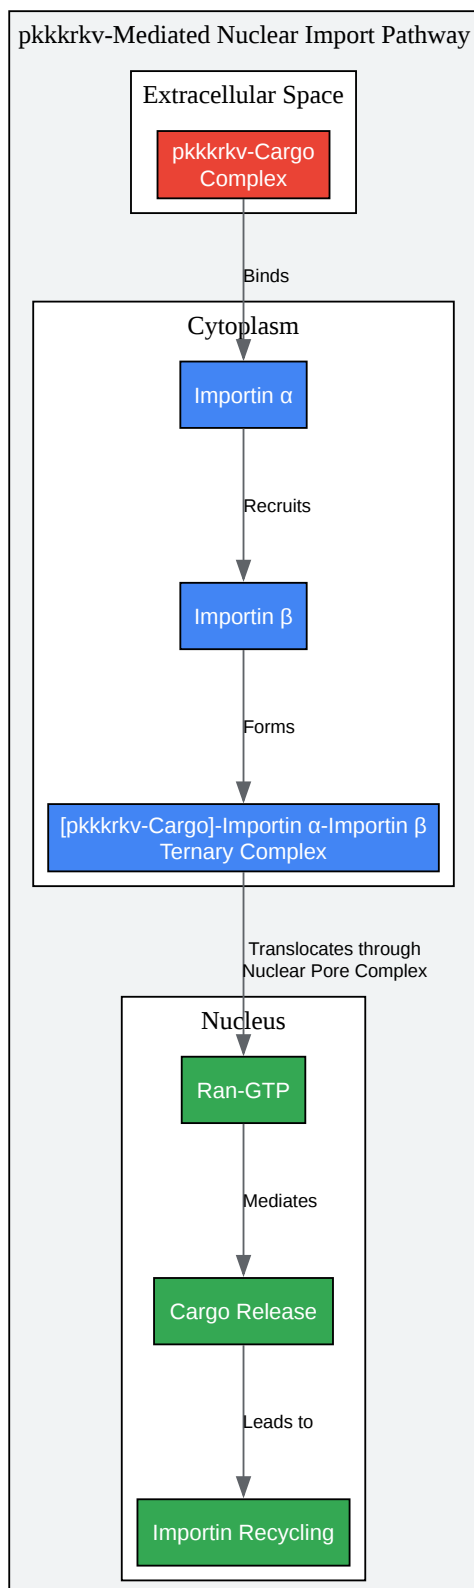 pkkkrkv-Mediated Nuclear Import Pathway
Extracellular Space
pkkkrkv-Cargo
Complex
Binds
Cytoplasm
Importin α
Recruits
Importin β
Forms
[pkkkrkv-Cargo]-Importin α-Importin β
Ternary Complex
Translocates through
Nuclear Pore Complex
Nucleus
Ran-GTP
Mediates
Cargo Release
Leads to
Importin Recycling